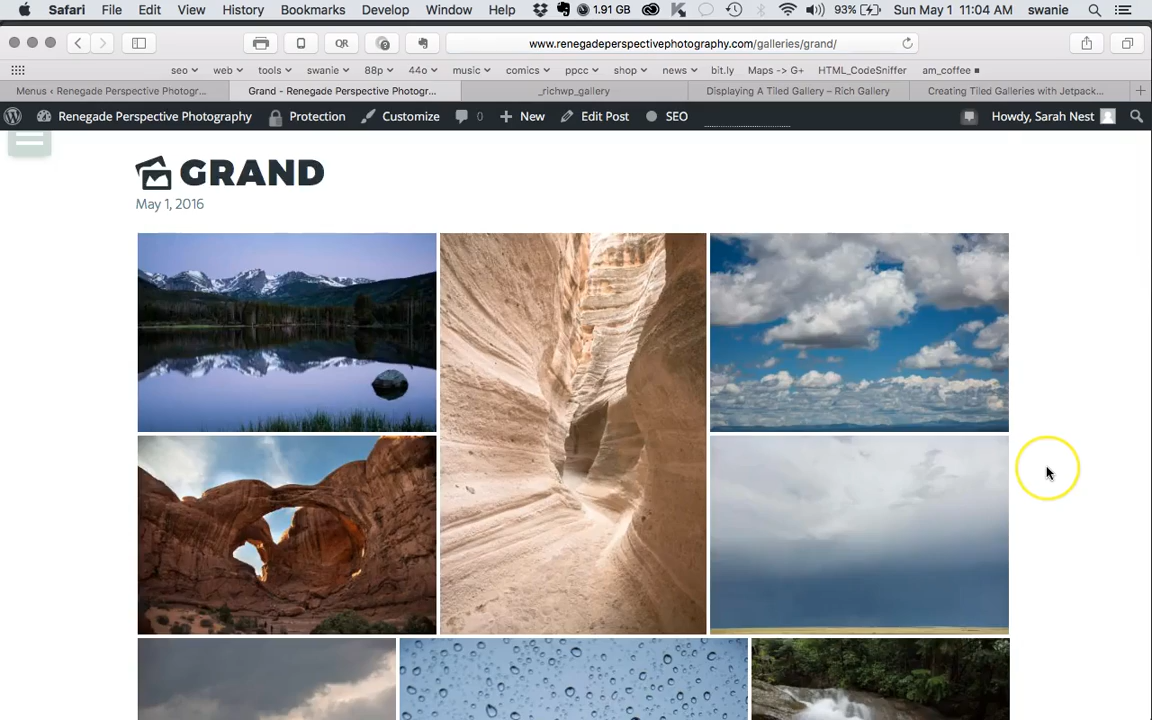 Safari File Edit View History Bookmarks Develop Window Help 1.91 GB 93% Sun May 1 11:04 AM swanie
QR www.renegadeperspectivephotography.com/galleries/grand/
seo web tools swanie 88p 44o music comics ppcc shop news bit.ly Maps -> G+ HTML_CodeSniffer am_coffee
Menus ‹ Renegade Perspective Photogr... Grand - Renegade Perspective Photogr... _richwp_gallery Displaying A Tiled Gallery – Rich Gallery Creating Tiled Galleries with Jetpack...
Renegade Perspective Photography Protection Customize 0 New Edit Post SEO Howdy, Sarah Nest
GRAND
May 1, 2016